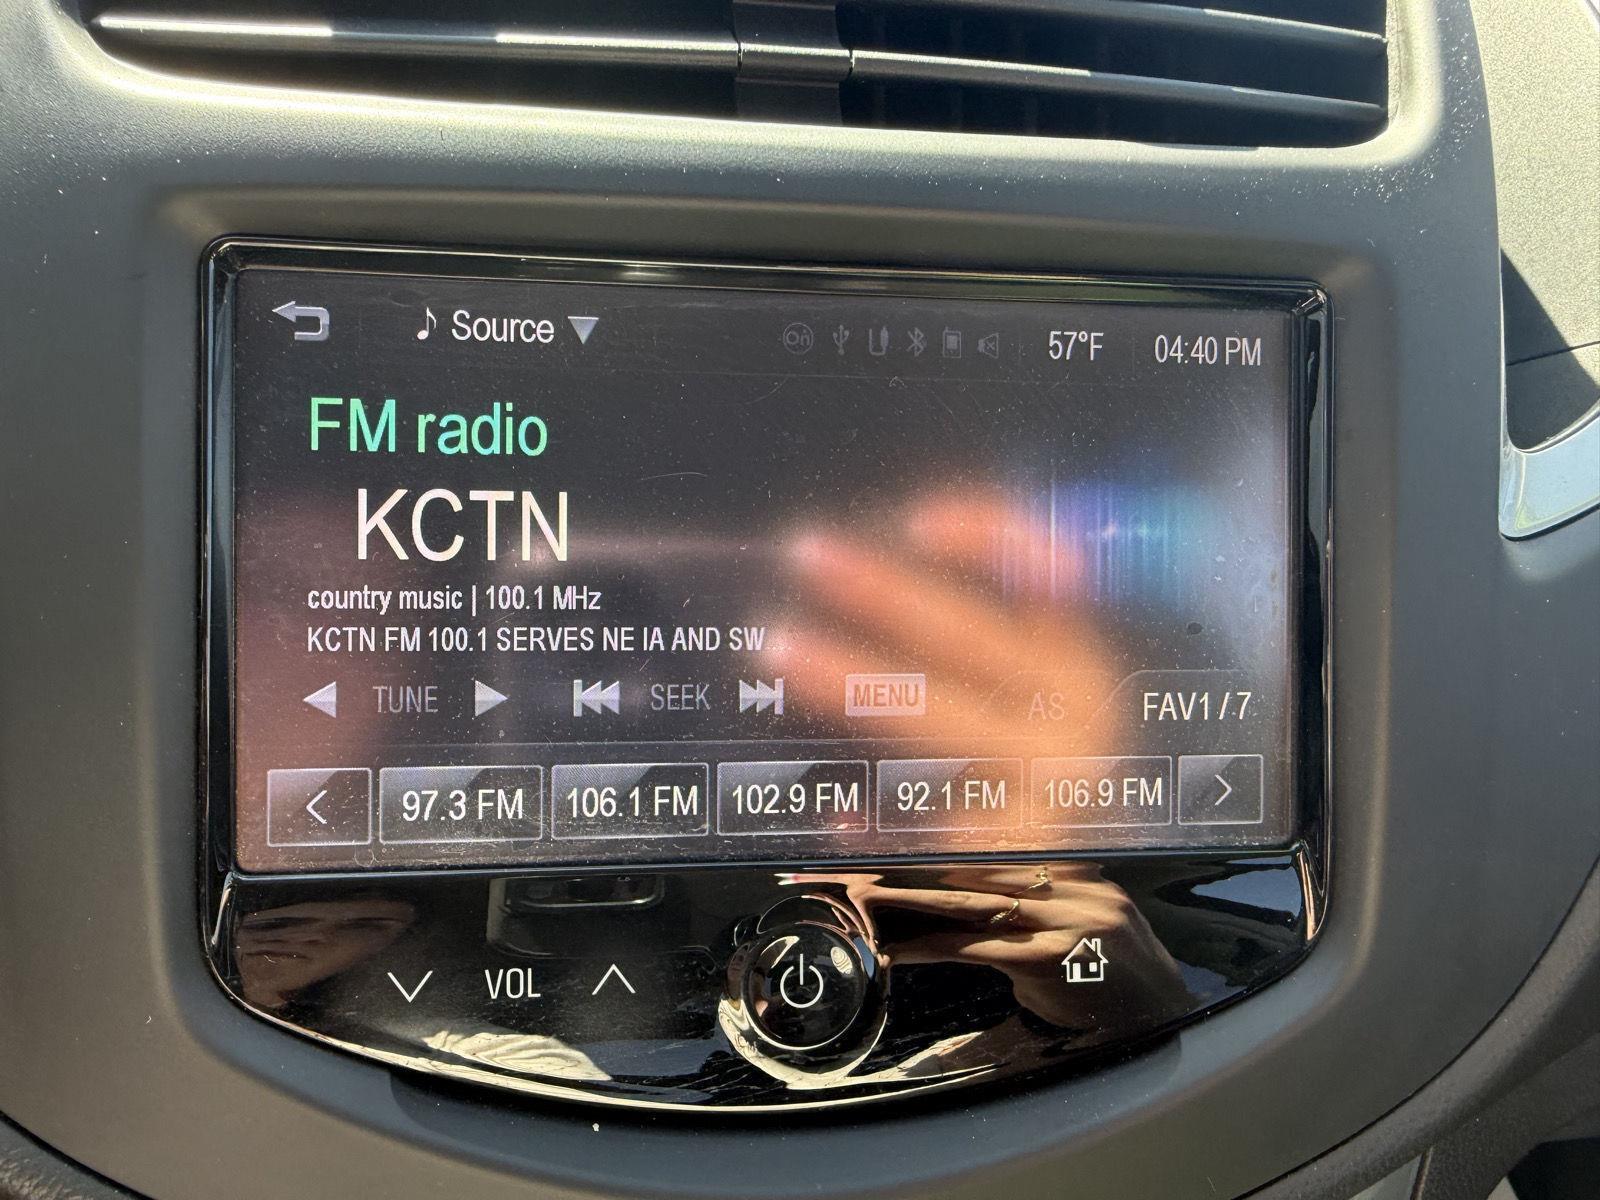 Source
57°F
04:40 PM
FM radio
KCTN
country music | 100.1 MHz
KCTN FM 100.1 SERVES NE IA AND SW
TUNE
SEEK
MENU
AS
FAV1 / 7
97.3 FM
106.1 FM
102.9 FM
92.1 FM
106.9 FM
VOL